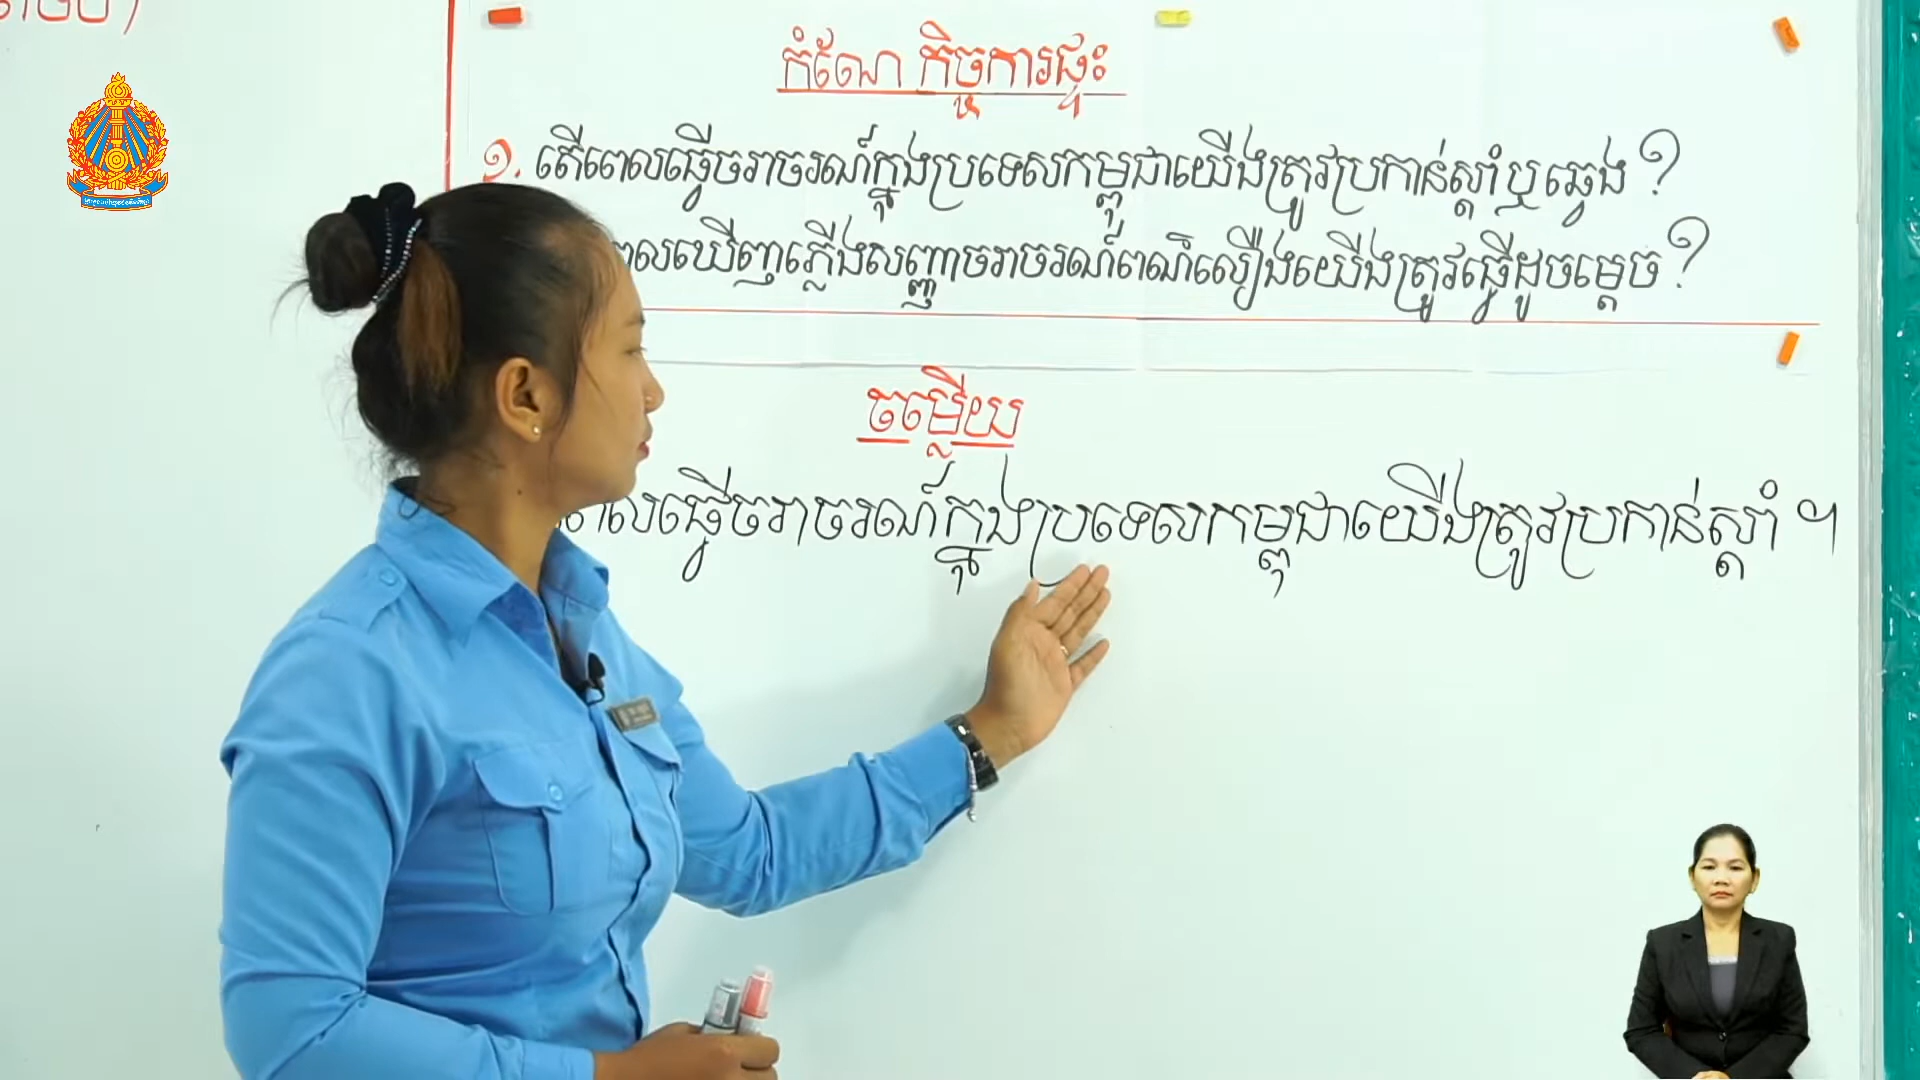 កំណែ កិច្ចការផ្ទះ
១. តើពេលធ្វើចរាចរណ៍ក្នុងប្រទេសកម្ពុជាយើងត្រូវប្រកាន់ស្តាំឬឆ្វេង?
ពេលឃើញភ្លើងសញ្ញាចរាចរណ៍ពណ៌លឿងយើងត្រូវធ្វើដូចម្តេច?
ចម្លើយ
ពេលធ្វើចរាចរណ៍ក្នុងប្រទេសកម្ពុជាយើងត្រូវប្រកាន់ស្តាំ ។